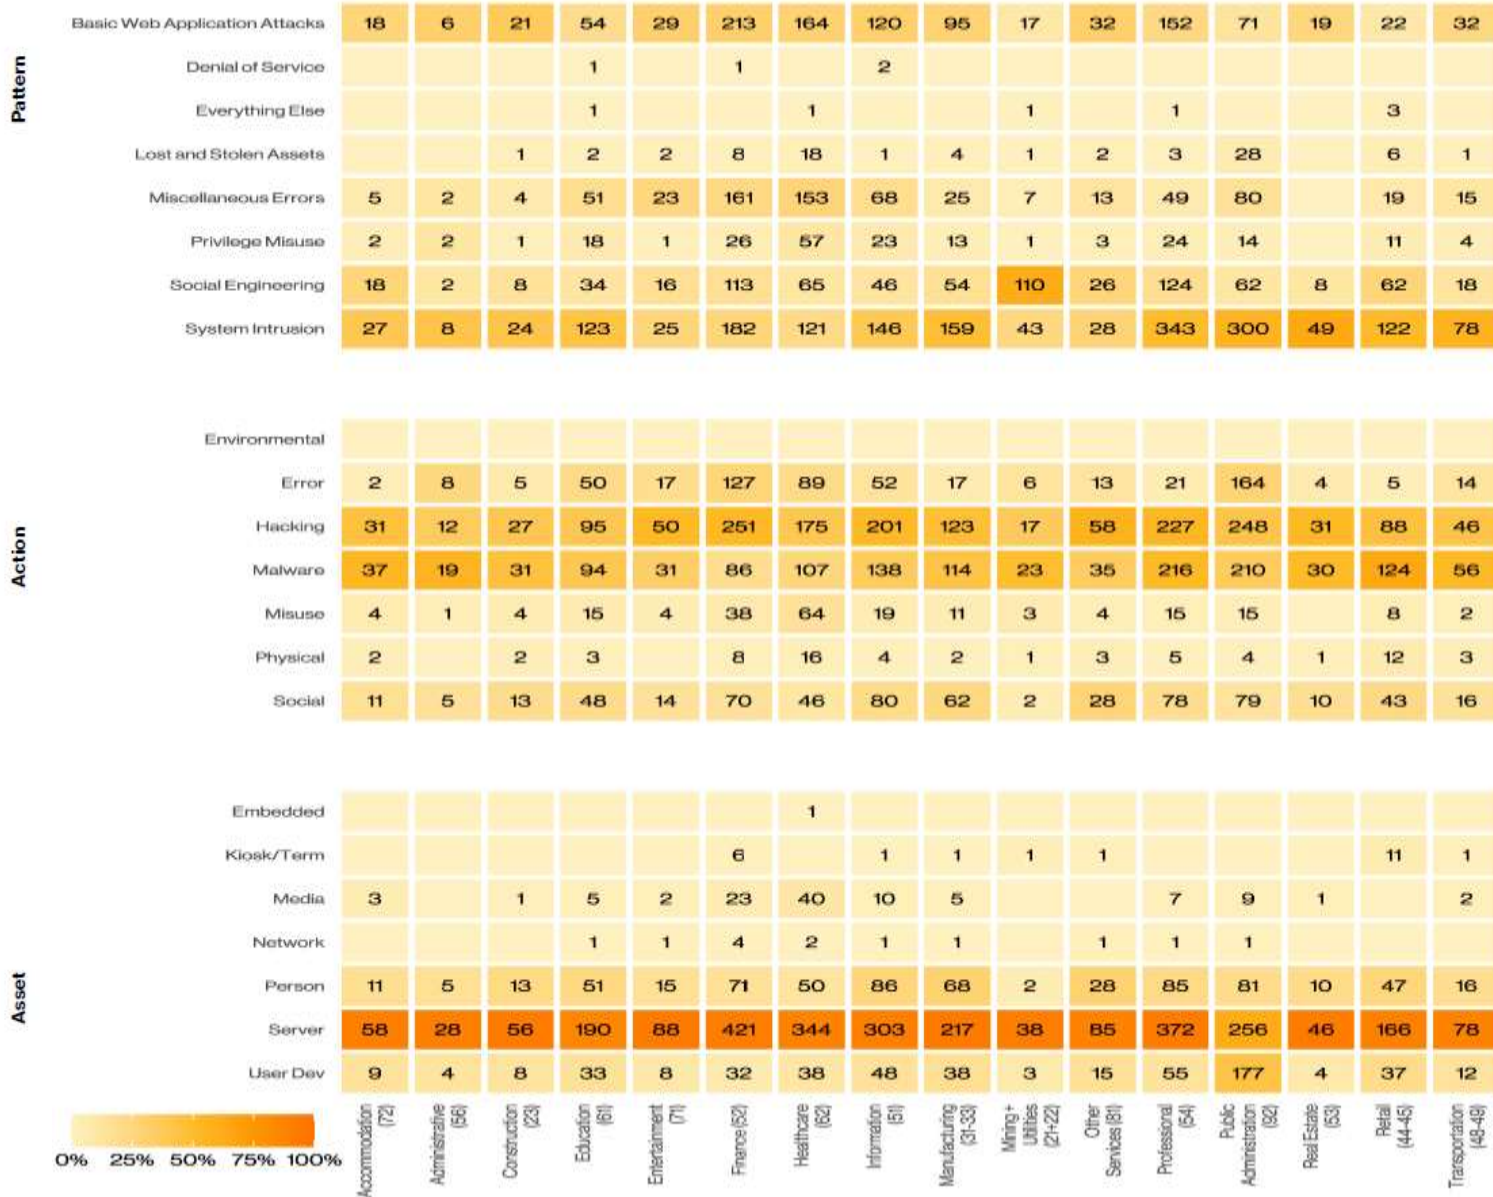 Pattern
Basic Web Application Attacks 18 6 21 54 29 213 164 120 95 17 32 152 71 19 22 32
Denial of Service 1 1 2
Everything Else 1 1 1 1 3
Lost and Stolen Assets 1 2 2 8 18 1 4 1 2 3 28 6 1
Miscellaneous Errors 5 2 4 51 23 161 153 68 25 7 13 49 80 19 15
Privilege Misuse 2 2 1 18 1 26 57 23 13 1 3 24 14 11 4
Social Engineering 18 2 8 34 16 113 65 46 54 110 26 124 62 8 62 18
System Intrusion 27 8 24 123 25 182 121 146 159 43 28 343 300 49 122 78
Action
Environmental
Error 2 8 5 50 17 127 89 52 17 6 13 21 164 4 5 14
Hacking 31 12 27 95 50 251 175 201 123 17 58 227 248 31 88 46
Malware 37 19 31 94 31 86 107 138 114 23 35 216 210 30 124 56
Misuse 4 1 4 15 4 38 64 19 11 3 4 15 15 8 2
Physical 2 2 3 8 16 4 2 1 3 5 4 1 12 3
Social 11 5 13 48 14 70 46 80 62 2 28 78 79 10 43 16
Asset
Embedded 1
Kiosk/Term 6 1 1 1 1 11 1
Media 3 1 5 2 23 40 10 5 7 9 1 2
Network 1 1 4 2 1 1 1 1 1
Person 11 5 13 51 15 71 50 86 68 2 28 85 81 10 47 16
Server 58 28 56 190 88 421 344 303 217 38 85 372 256 46 166 78
User Dev 9 4 8 33 8 32 38 48 38 3 15 55 177 4 37 12
0% 25% 50% 75% 100%
Accommodation
(72)
Administrative
(56)
Construction
(23)
Education
(61)
Entertainment
(71)
Finance (52)
Healthcare
(62)
Information
(51)
Manufacturing
(31-33)
Mining +
Utilities
(21+22)
Other
Services (81)
Professional
(54)
Public
Administration
(92)
Real Estate
(53)
Retail
(44-45)
Transportation
(48-49)